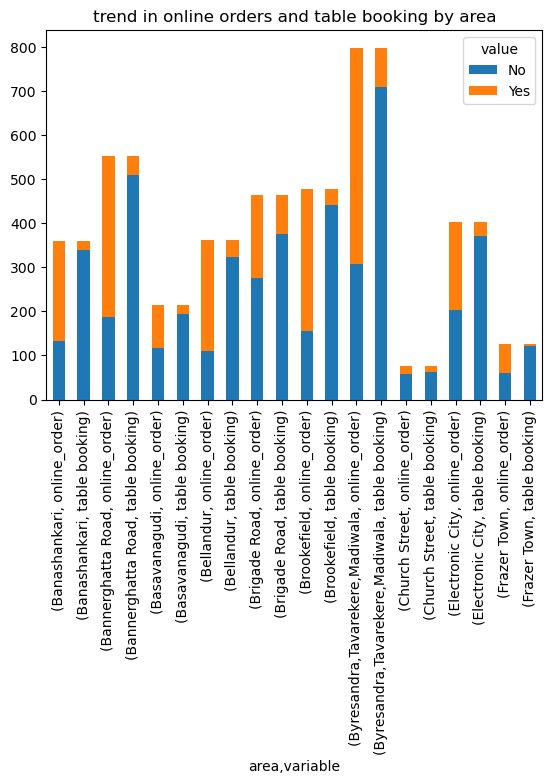 trend in online orders and table booking by area
value
No
Yes
800
700
600
500
400
300
200
100
0
(Banashankari, online_order)
(Banashankari, table booking)
(Bannerghatta Road, online_order)
(Bannerghatta Road, table booking)
(Basavanagudi, online_order)
(Basavanagudi, table booking)
(Bellandur, online_order)
(Bellandur, table booking)
(Brigade Road, online_order)
(Brigade Road, table booking)
(Brookefield, online_order)
(Brookefield, table booking)
(Byresandra,Tavarekere,Madiwala, online_order)
(Byresandra,Tavarekere,Madiwala, table booking)
(Church Street, online_order)
(Church Street, table booking)
(Electronic City, online_order)
(Electronic City, table booking)
(Frazer Town, online_order)
(Frazer Town, table booking)
area,variable